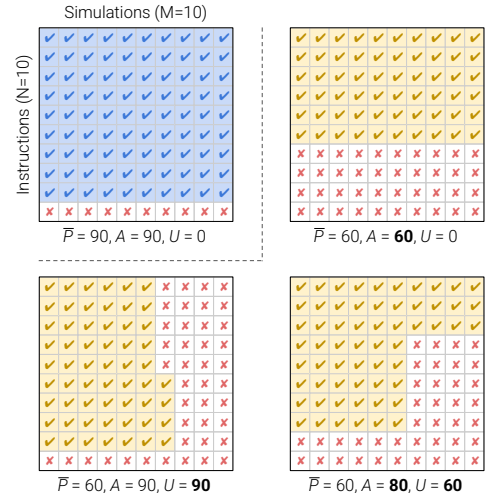 Simulations (M=10)
Instructions (N=10)
P̅ = 90, A = 90, U = 0
P̅ = 60, A = 60, U = 0
P̅ = 60, A = 90, U = 90
P̅ = 60, A = 80, U = 60